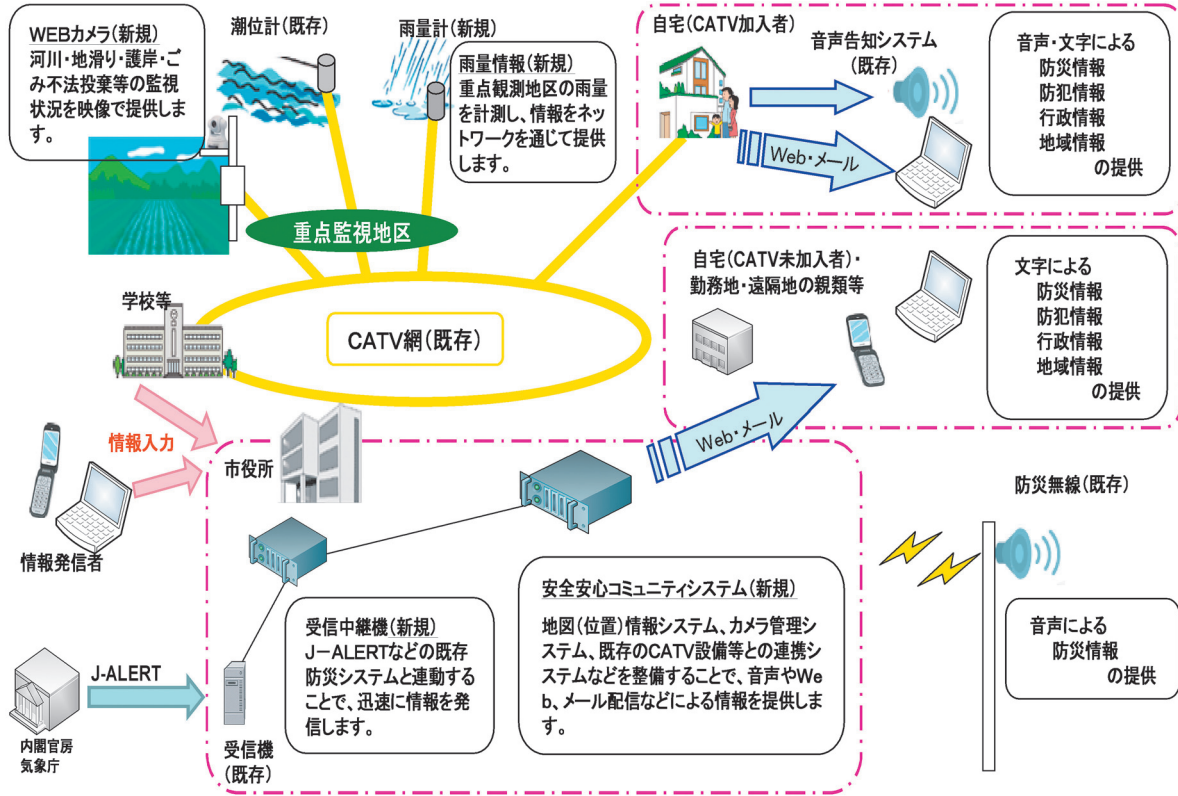 WEBカメラ(新規)
河川・地滑り・護岸・ご
み不法投棄等の監視
状況を映像で提供しま
す。
潮位計(既存)
雨量計(新規)
雨量情報(新規)
重点観測地区の雨量
を計測し、情報をネッ
トワークを通じて提供
します。
重点監視地区
自宅(CATV加入者)
音声告知システム
(既存)
Web・メール
音声・文字による
防災情報
防犯情報
行政情報
地域情報
の提供
自宅(CATV未加入者)・
勤務地・遠隔地の親類等
文字による
防災情報
防犯情報
行政情報
地域情報
の提供
学校等
CATV網(既存)
情報入力
市役所
Web・メール
情報発信者
防災無線(既存)
音声による
防災情報
の提供
受信中継機(新規)
J-ALERTなどの既存
防災システムと連動する
ことで、迅速に情報を発
信します。
安全安心コミュニティシステム(新規)
地図(位置)情報システム、カメラ管理シ
ステム、既存のCATV設備等との連携シ
ステムなどを整備することで、音声やWe
b、メール配信などによる情報を提供しま
す。
J-ALERT
内閣官房
気象庁
受信機
(既存)